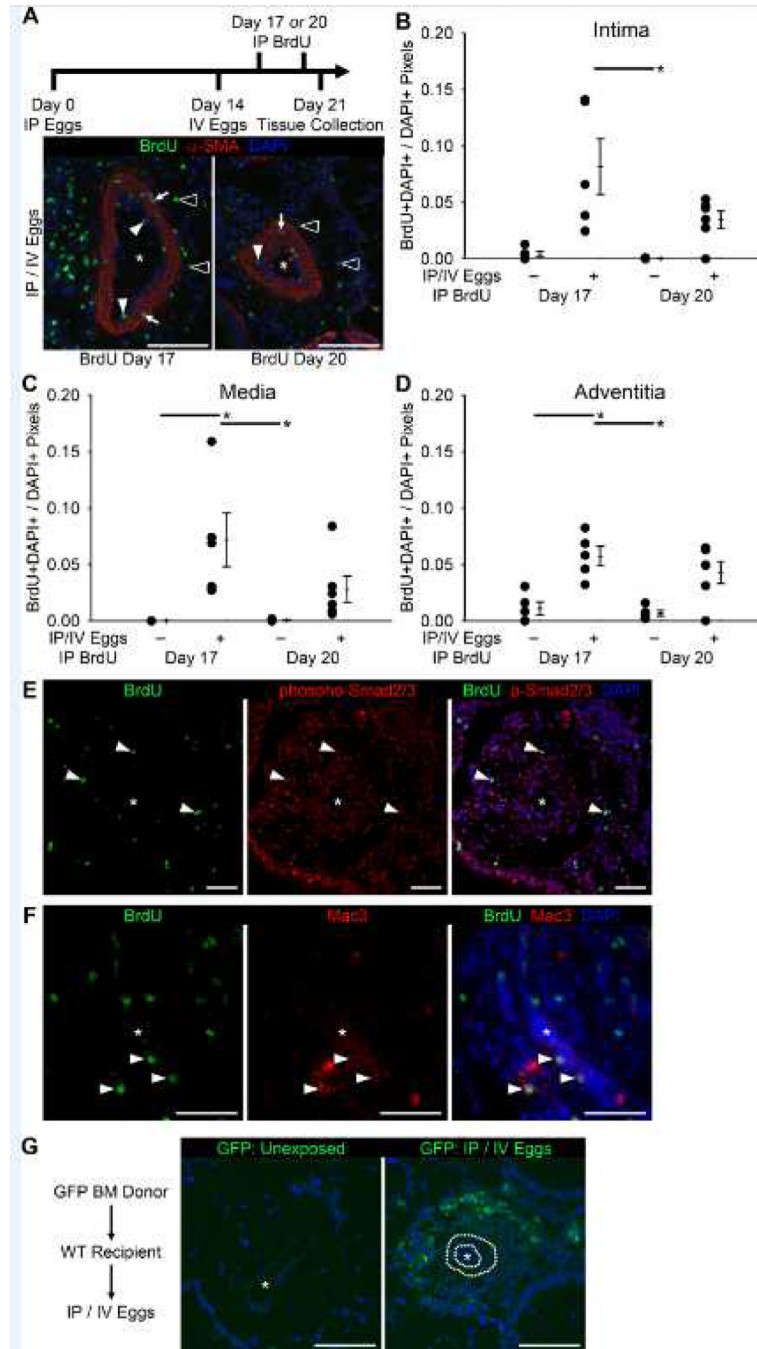 A
Day 17 or 20
IP BrdU
Day 0
IP Eggs
Day 14
IV Eggs
Day 21
Tissue Collection
BrdU α-SMA DAPI
IP / IV Eggs
*
*
BrdU Day 17
BrdU Day 20
B
Intima
BrdU+DAPI+ / DAPI+ Pixels
0.20
0.15
0.10
0.05
0.00
*
IP/IV Eggs – + – +
IP BrdU Day 17 Day 20
C
Media
BrdU+DAPI+ / DAPI+ Pixels
0.20
0.15
0.10
0.05
0.00
*
*
IP/IV Eggs – + – +
IP BrdU Day 17 Day 20
D
Adventitia
BrdU+DAPI+ / DAPI+ Pixels
0.20
0.15
0.10
0.05
0.00
*
*
IP/IV Eggs – + – +
IP BrdU Day 17 Day 20
E
BrdU
phospho-Smad2/3
BrdU p-Smad2/3 DAPI
*
*
*
F
BrdU
Mac3
BrdU Mac3 DAPI
*
*
*
G
GFP BM Donor
WT Recipient
IP / IV Eggs
GFP: Unexposed
GFP: IP / IV Eggs
*
*